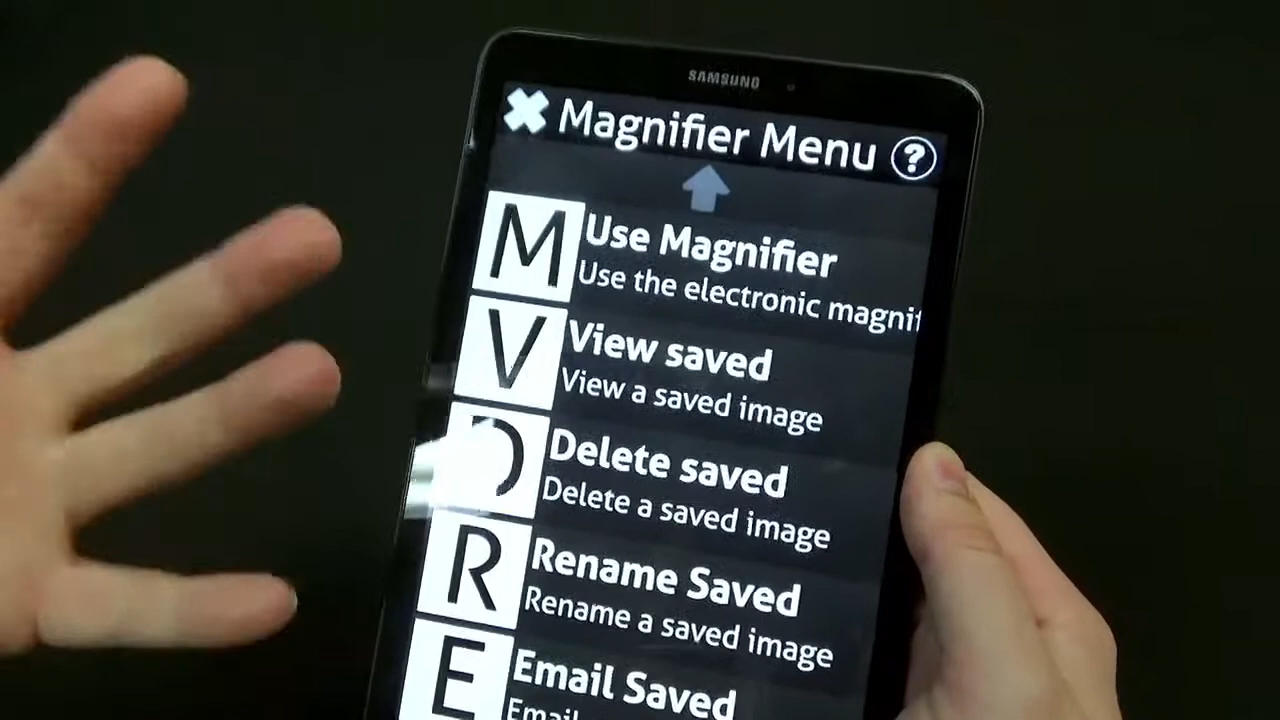 SAMSUNG
Magnifier Menu ?
M
Use Magnifier
Use the electronic magnif
V
View saved
View a saved image
D
Delete saved
Delete a saved image
R
Rename Saved
Rename a saved image
E
Email Saved
Email